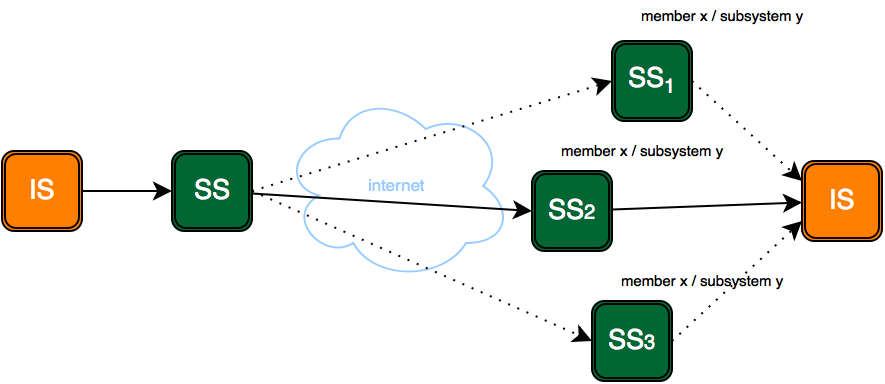 member x / subsystem y
SS₁
member x / subsystem y
IS
SS
internet
SS₂
IS
member x / subsystem y
SS₃